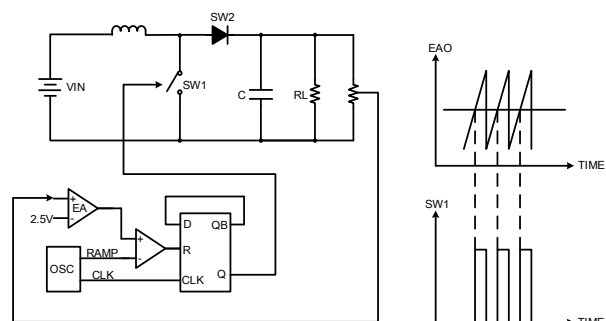 SW2
EAO
VIN
SW1
C
RL
TIME
SW1
+
EA
-
2.5V
D
QB
+
-
R
OSC
RAMP
CLK
CLK
Q
TIME